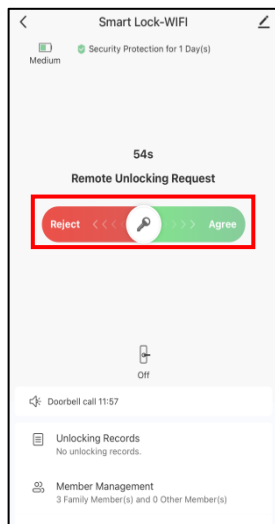 Smart Lock-WIFI
Security Protection for 1 Day(s)
Medium
54s
Remote Unlocking Request
Reject <<< >>> Agree
Off
Doorbell call 11:57
Unlocking Records
No unlocking records.
Member Management
3 Family Member(s) and 0 Other Member(s)